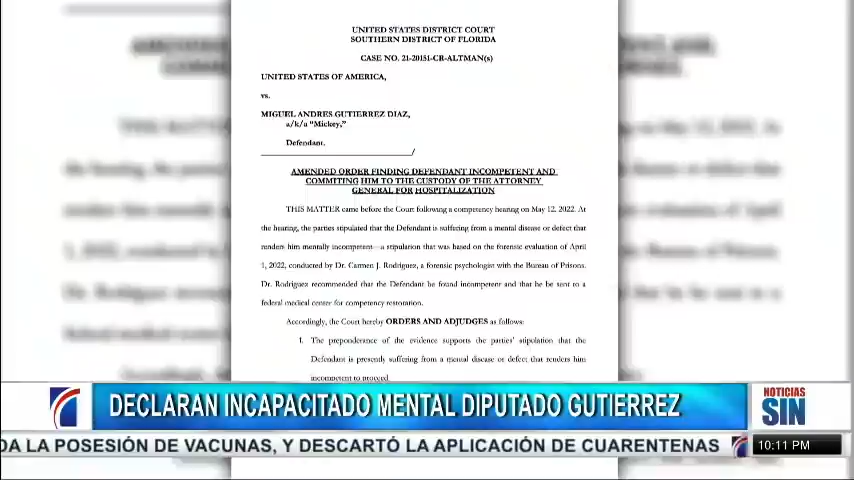 UNITED STATES DISTRICT COURT
SOUTHERN DISTRICT OF FLORIDA
CASE NO. 21-20151-CR-ALTMAN(s)
UNITED STATES OF AMERICA,
vs.
MIGUEL ANDRES GUTIERREZ DIAZ,
a/k/a "Mickey,"
Defendant.
/
AMENDED ORDER FINDING DEFENDANT INCOMPETENT AND
COMMITING HIM TO THE CUSTODY OF THE ATTORNEY
GENERAL FOR HOSPITALIZATION
THIS MATTER came before the Court following a competency hearing on May 12, 2022. At
the hearing, the parties stipulated that the Defendant is suffering from a mental disease or defect that
renders him mentally incompetent—a stipulation that was based on the forensic evaluation of April
1, 2022, conducted by Dr. Carmen J. Rodriguez, a forensic psychologist with the Bureau of Prisons.
Dr. Rodriguez recommended that the Defendant be found incompetent and that he be sent to a
federal medical center for competency restoration.
Accordingly, the Court hereby ORDERS AND ADJUDGES as follows:
1. The preponderance of the evidence supports the parties' stipulation that the
Defendant is presently suffering from a mental disease or defect that renders him
incompetent to proceed.
DECLARAN INCAPACITADO MENTAL DIPUTADO GUTIERREZ
NOTICIAS
SIN
DA LA POSESIÓN DE VACUNAS, Y DESCARTÓ LA APLICACIÓN DE CUARENTENAS
10:11 PM